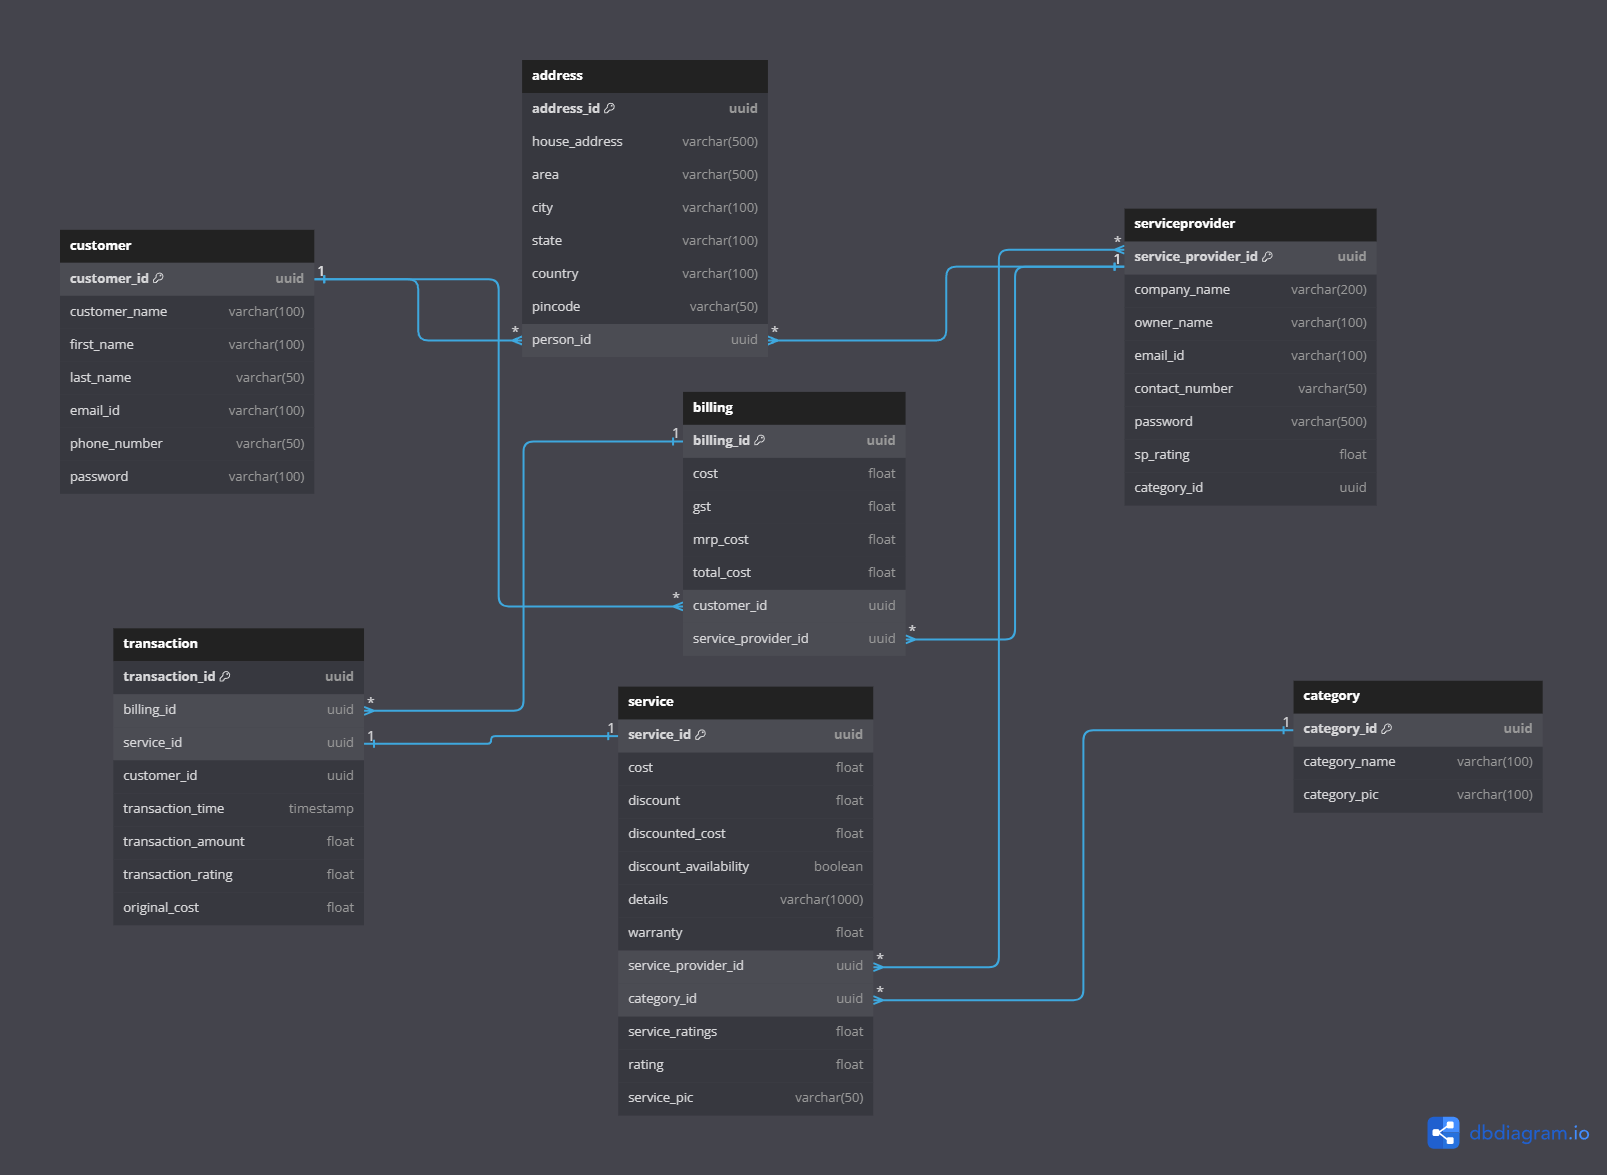 address
address_id uuid
house_address varchar(500)
area varchar(500)
city varchar(100)
state varchar(100)
country varchar(100)
pincode varchar(50)
* person_id uuid *
customer
customer_id uuid 1
customer_name varchar(100)
first_name varchar(100)
last_name varchar(50)
email_id varchar(100)
phone_number varchar(50)
password varchar(100)
serviceprovider
*
1 service_provider_id uuid
company_name varchar(200)
owner_name varchar(100)
email_id varchar(100)
contact_number varchar(50)
password varchar(500)
sp_rating float
category_id uuid
billing
1 billing_id uuid
cost float
gst float
mrp_cost float
total_cost float
* customer_id uuid
service_provider_id uuid *
transaction
transaction_id uuid
billing_id uuid *
service_id uuid 1
customer_id uuid
transaction_time timestamp
transaction_amount float
transaction_rating float
original_cost float
service
1 service_id uuid
cost float
discount float
discounted_cost float
discount_availability boolean
details varchar(1000)
warranty float
service_provider_id uuid *
category_id uuid *
service_ratings float
rating float
service_pic varchar(50)
category
1 category_id uuid
category_name varchar(100)
category_pic varchar(100)
dbdiagram.io